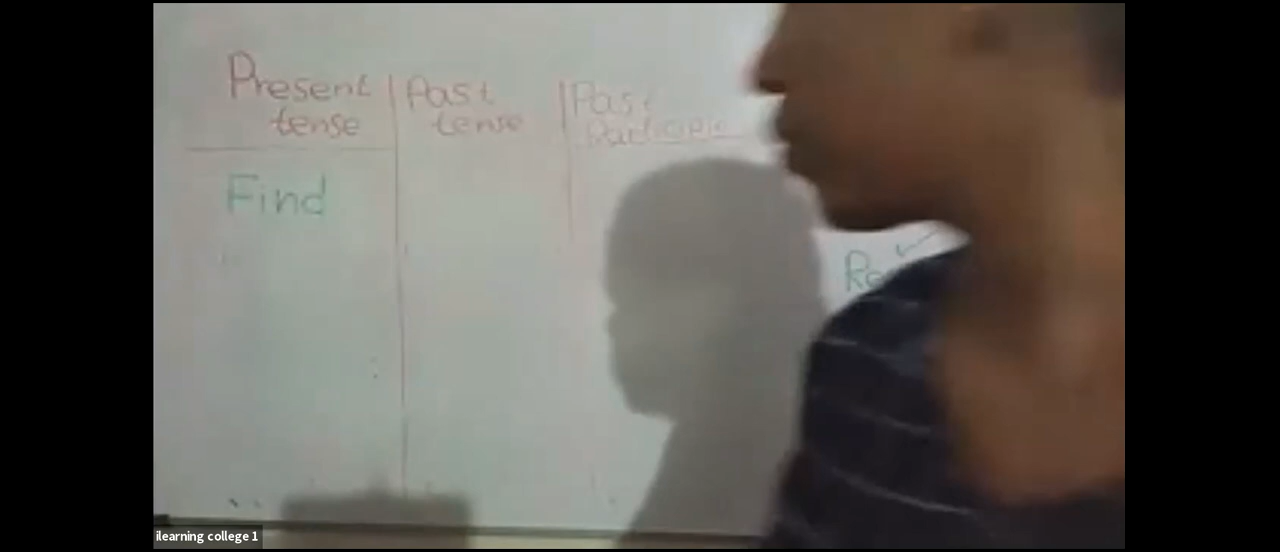 Present
tense
Past
tense
Past
Participle
Find
ilearning college 1